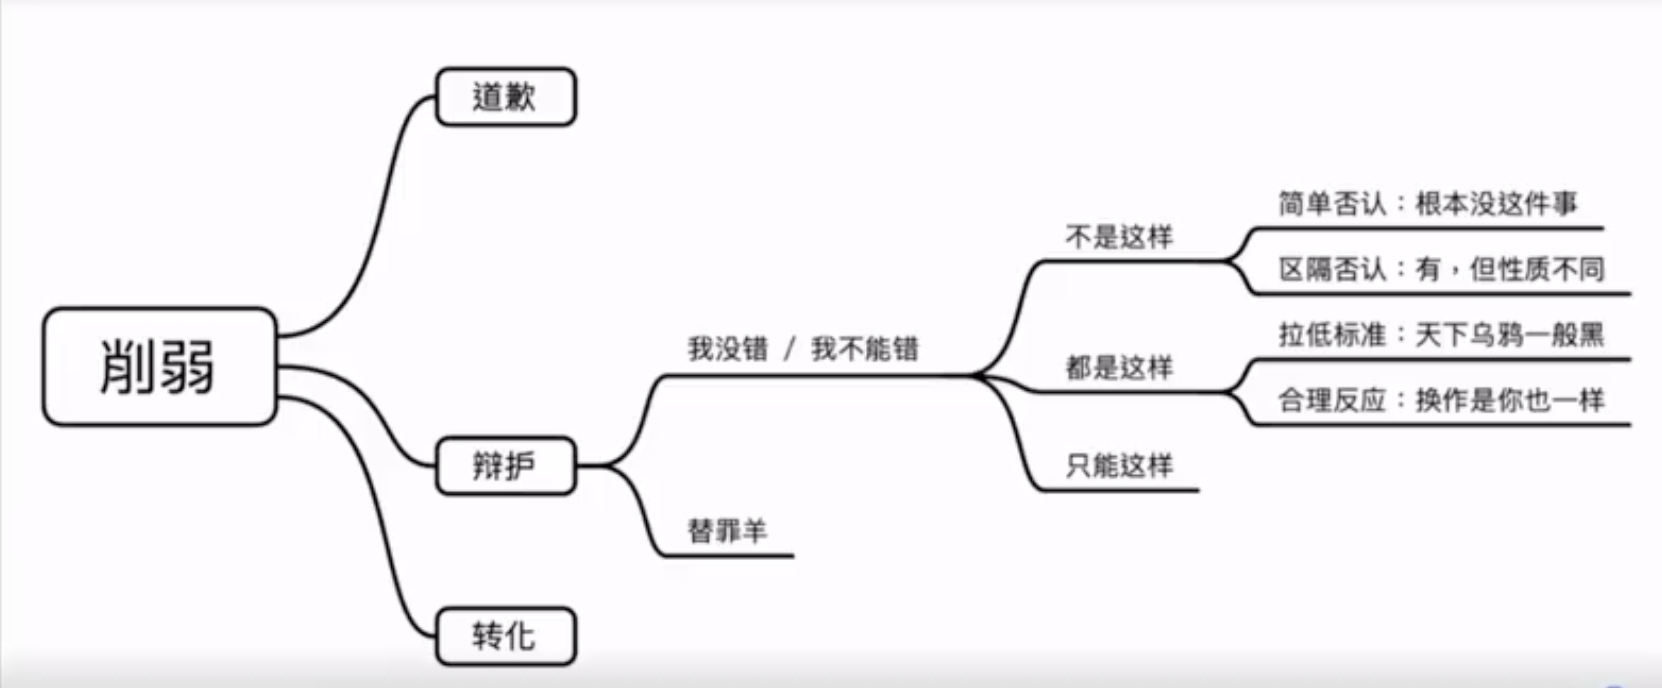 道歉
简单否认：根本没这件事
不是这样
区隔否认：有，但性质不同
拉低标准：天下乌鸦一般黑
我没错 / 我不能错
都是这样
削弱
合理反应：换作是你也一样
辩护
只能这样
替罪羊
转化